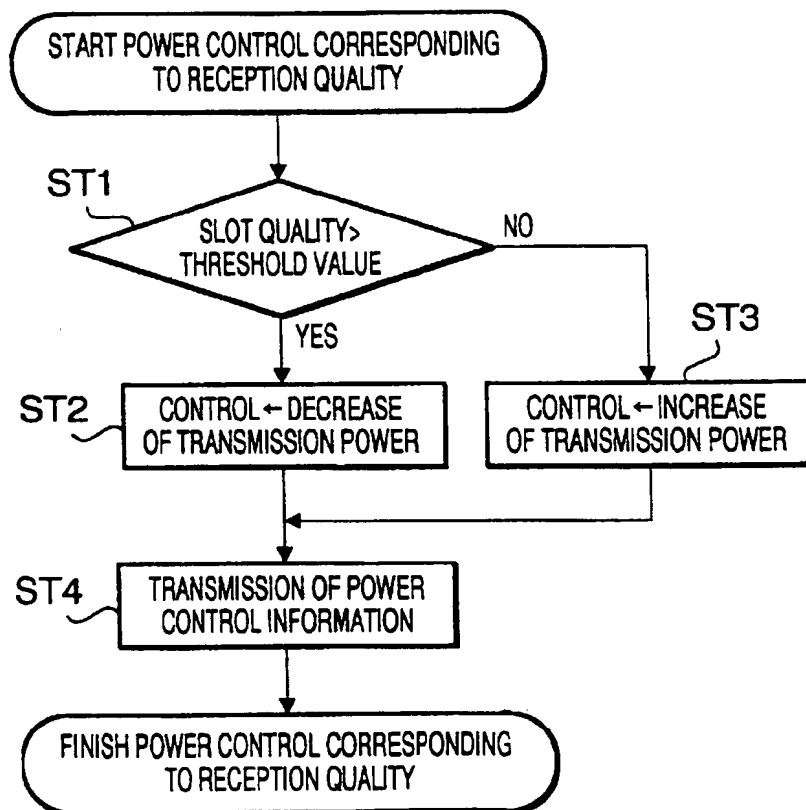 START POWER CONTROL CORRESPONDING
TO RECEPTION QUALITY
ST1
SLOT QUALITY>
THRESHOLD VALUE
NO
YES
ST3
ST2
CONTROL←DECREASE
OF TRANSMISSION POWER
CONTROL←INCREASE
OF TRANSMISSION POWER
ST4
TRANSMISSION OF POWER
CONTROL INFORMATION
FINISH POWER CONTROL CORRESPONDING
TO RECEPTION QUALITY